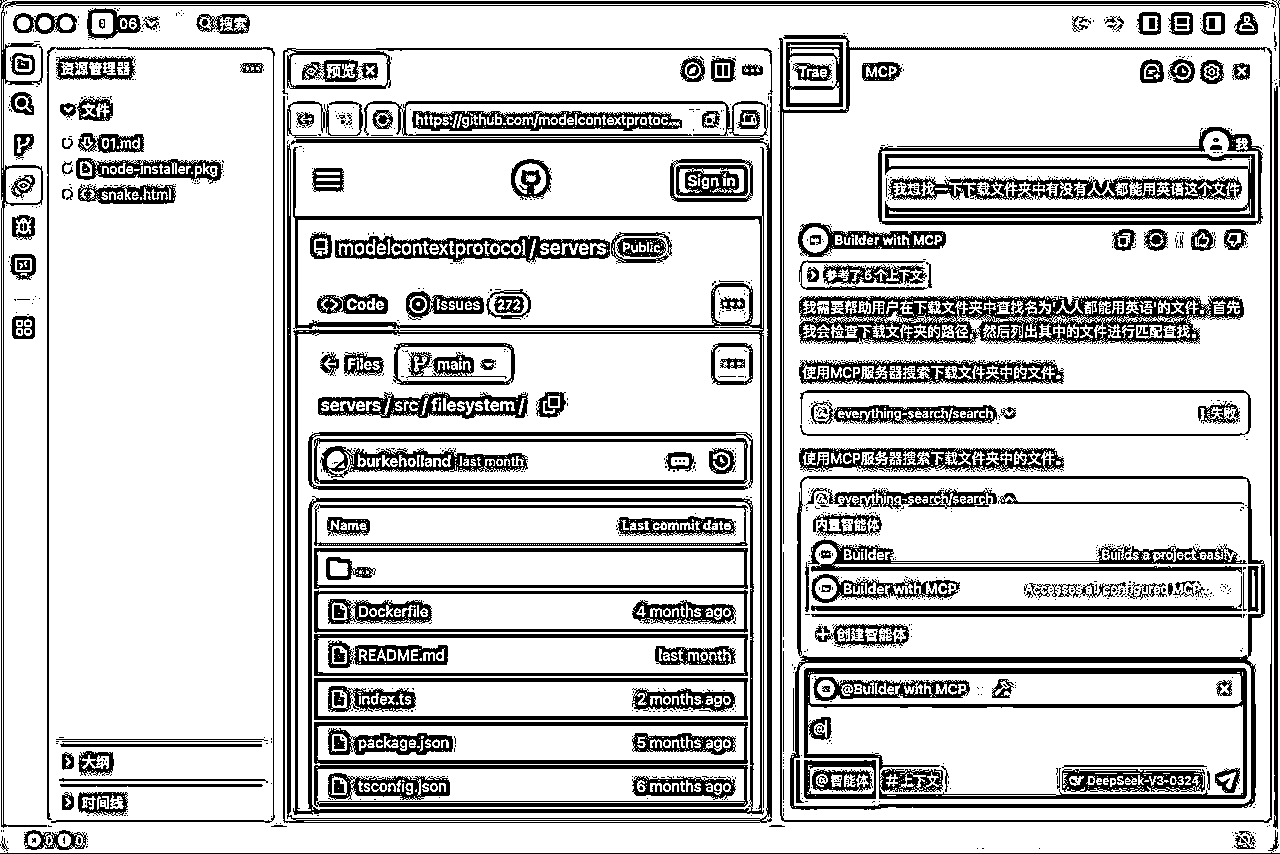 06
搜索
资源管理器
文件
01.md
node-installer.pkg
snake.html
大纲
时间线
预览
https://github.com/modelcontextprotoc...
Sign in
modelcontextprotocol/servers Public
Code
Issues 272
Files
main
servers/src/filesystem/
burkeholland last month
Name Last commit date
..
Dockerfile 4 months ago
README.md last month
index.ts 2 months ago
package.json 5 months ago
tsconfig.json 6 months ago
Trae MCP
我
我想找一下下载文件夹中有没有人人都能用英语这个文件
Builder with MCP
我需要帮助用户在下载文件夹中查找名为'人人都能用英语'的文件。首先
我会检查下载文件夹的路径，然后列出其中的文件进行匹配查找。
使用MCP服务器搜索下载文件夹中的文件。
everything-search/search 失败
使用MCP服务器搜索下载文件夹中的文件。
everything-search/search
内置智能体
Builder Builds a project easily
Builder with MCP Accesses all configured MCP...
创建智能体
@Builder with MCP
@
@智能体 # 上下文 DeepSeek-V3-0324
0 0